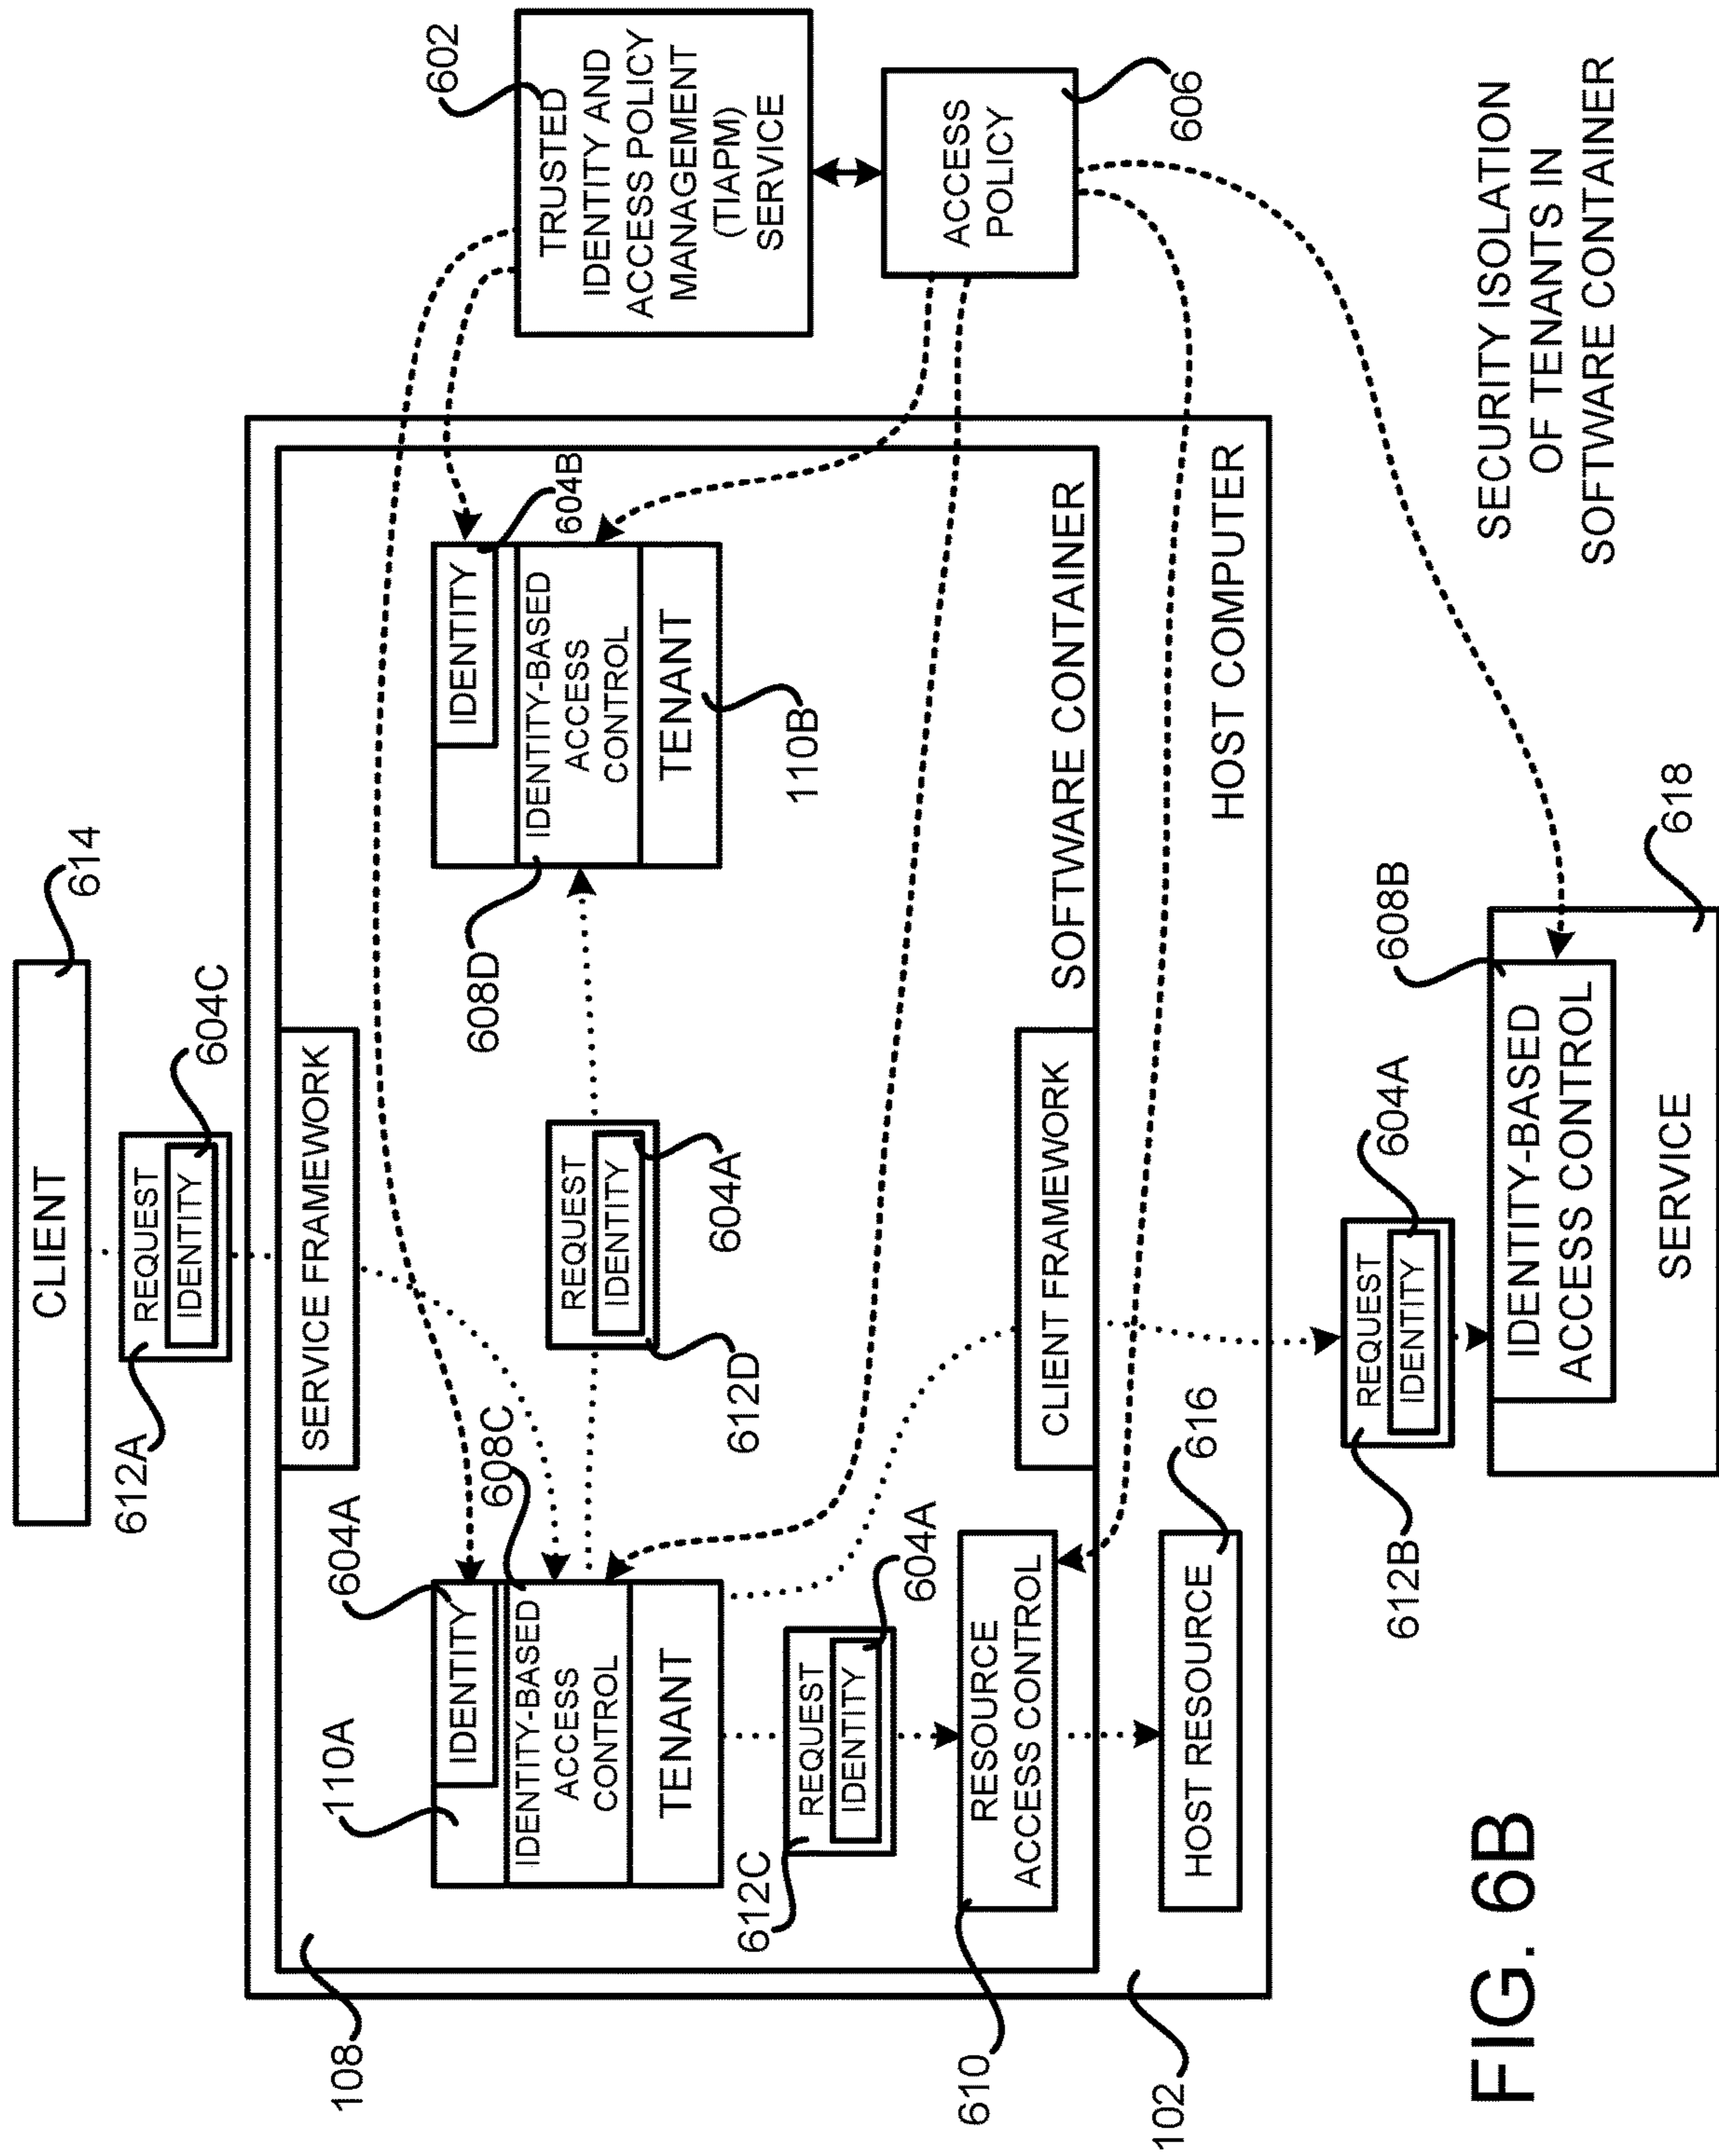 CLIENT
614
612A
REQUEST
IDENTITY
604C
SERVICE FRAMEWORK
108
110A
604A
IDENTITY
608C
IDENTITY-BASED
ACCESS
CONTROL
TENANT
REQUEST
IDENTITY
604A
612D
608D
IDENTITY
604B
IDENTITY-BASED
ACCESS
CONTROL
TENANT
110B
602
TRUSTED
IDENTITY AND
ACCESS POLICY
MANAGEMENT
(TIAPM)
SERVICE
ACCESS
POLICY
606
612C
REQUEST
IDENTITY
604A
610
RESOURCE
ACCESS CONTROL
CLIENT FRAMEWORK
SOFTWARE CONTAINER
102
HOST RESOURCE
616
HOST COMPUTER
612B
REQUEST
IDENTITY
604A
608B
IDENTITY-BASED
ACCESS CONTROL
SERVICE
618
SECURITY ISOLATION
OF TENANTS IN
SOFTWARE CONTAINER
FIG. 6B